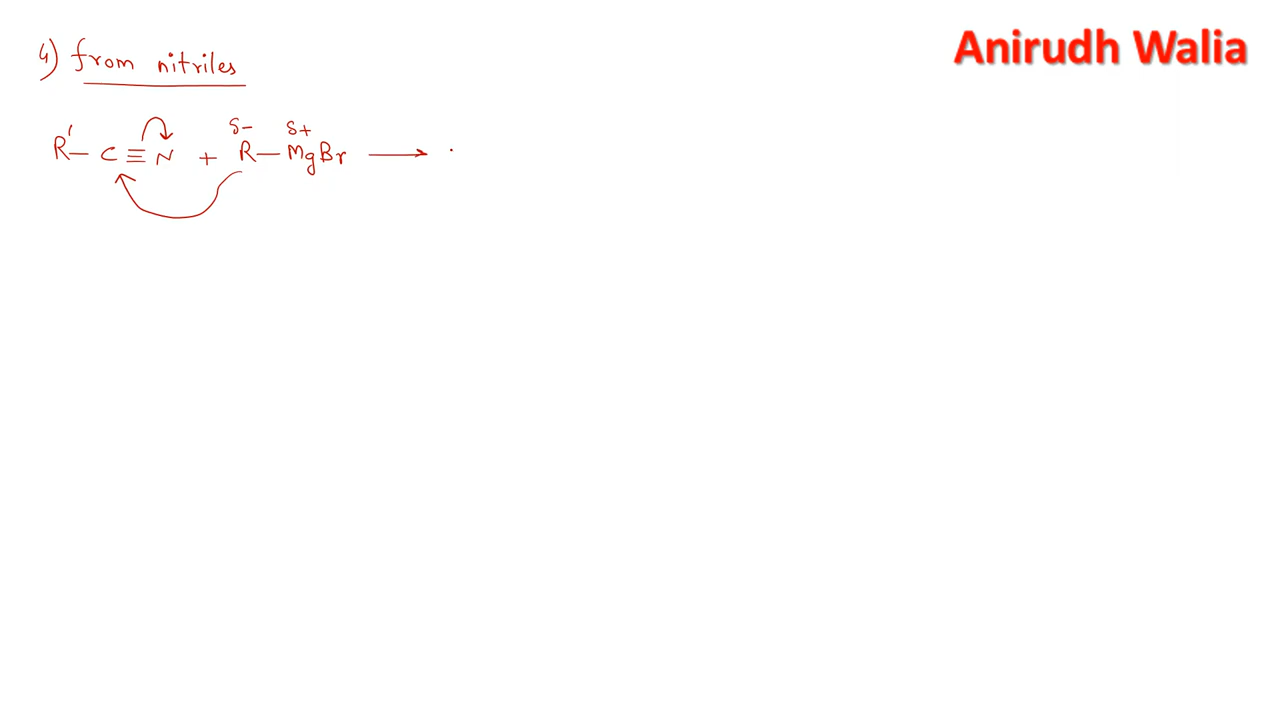 Anirudh Walia
4) from nitriles
δ- δ+
R'— C ≡ N + R — MgBr ⟶